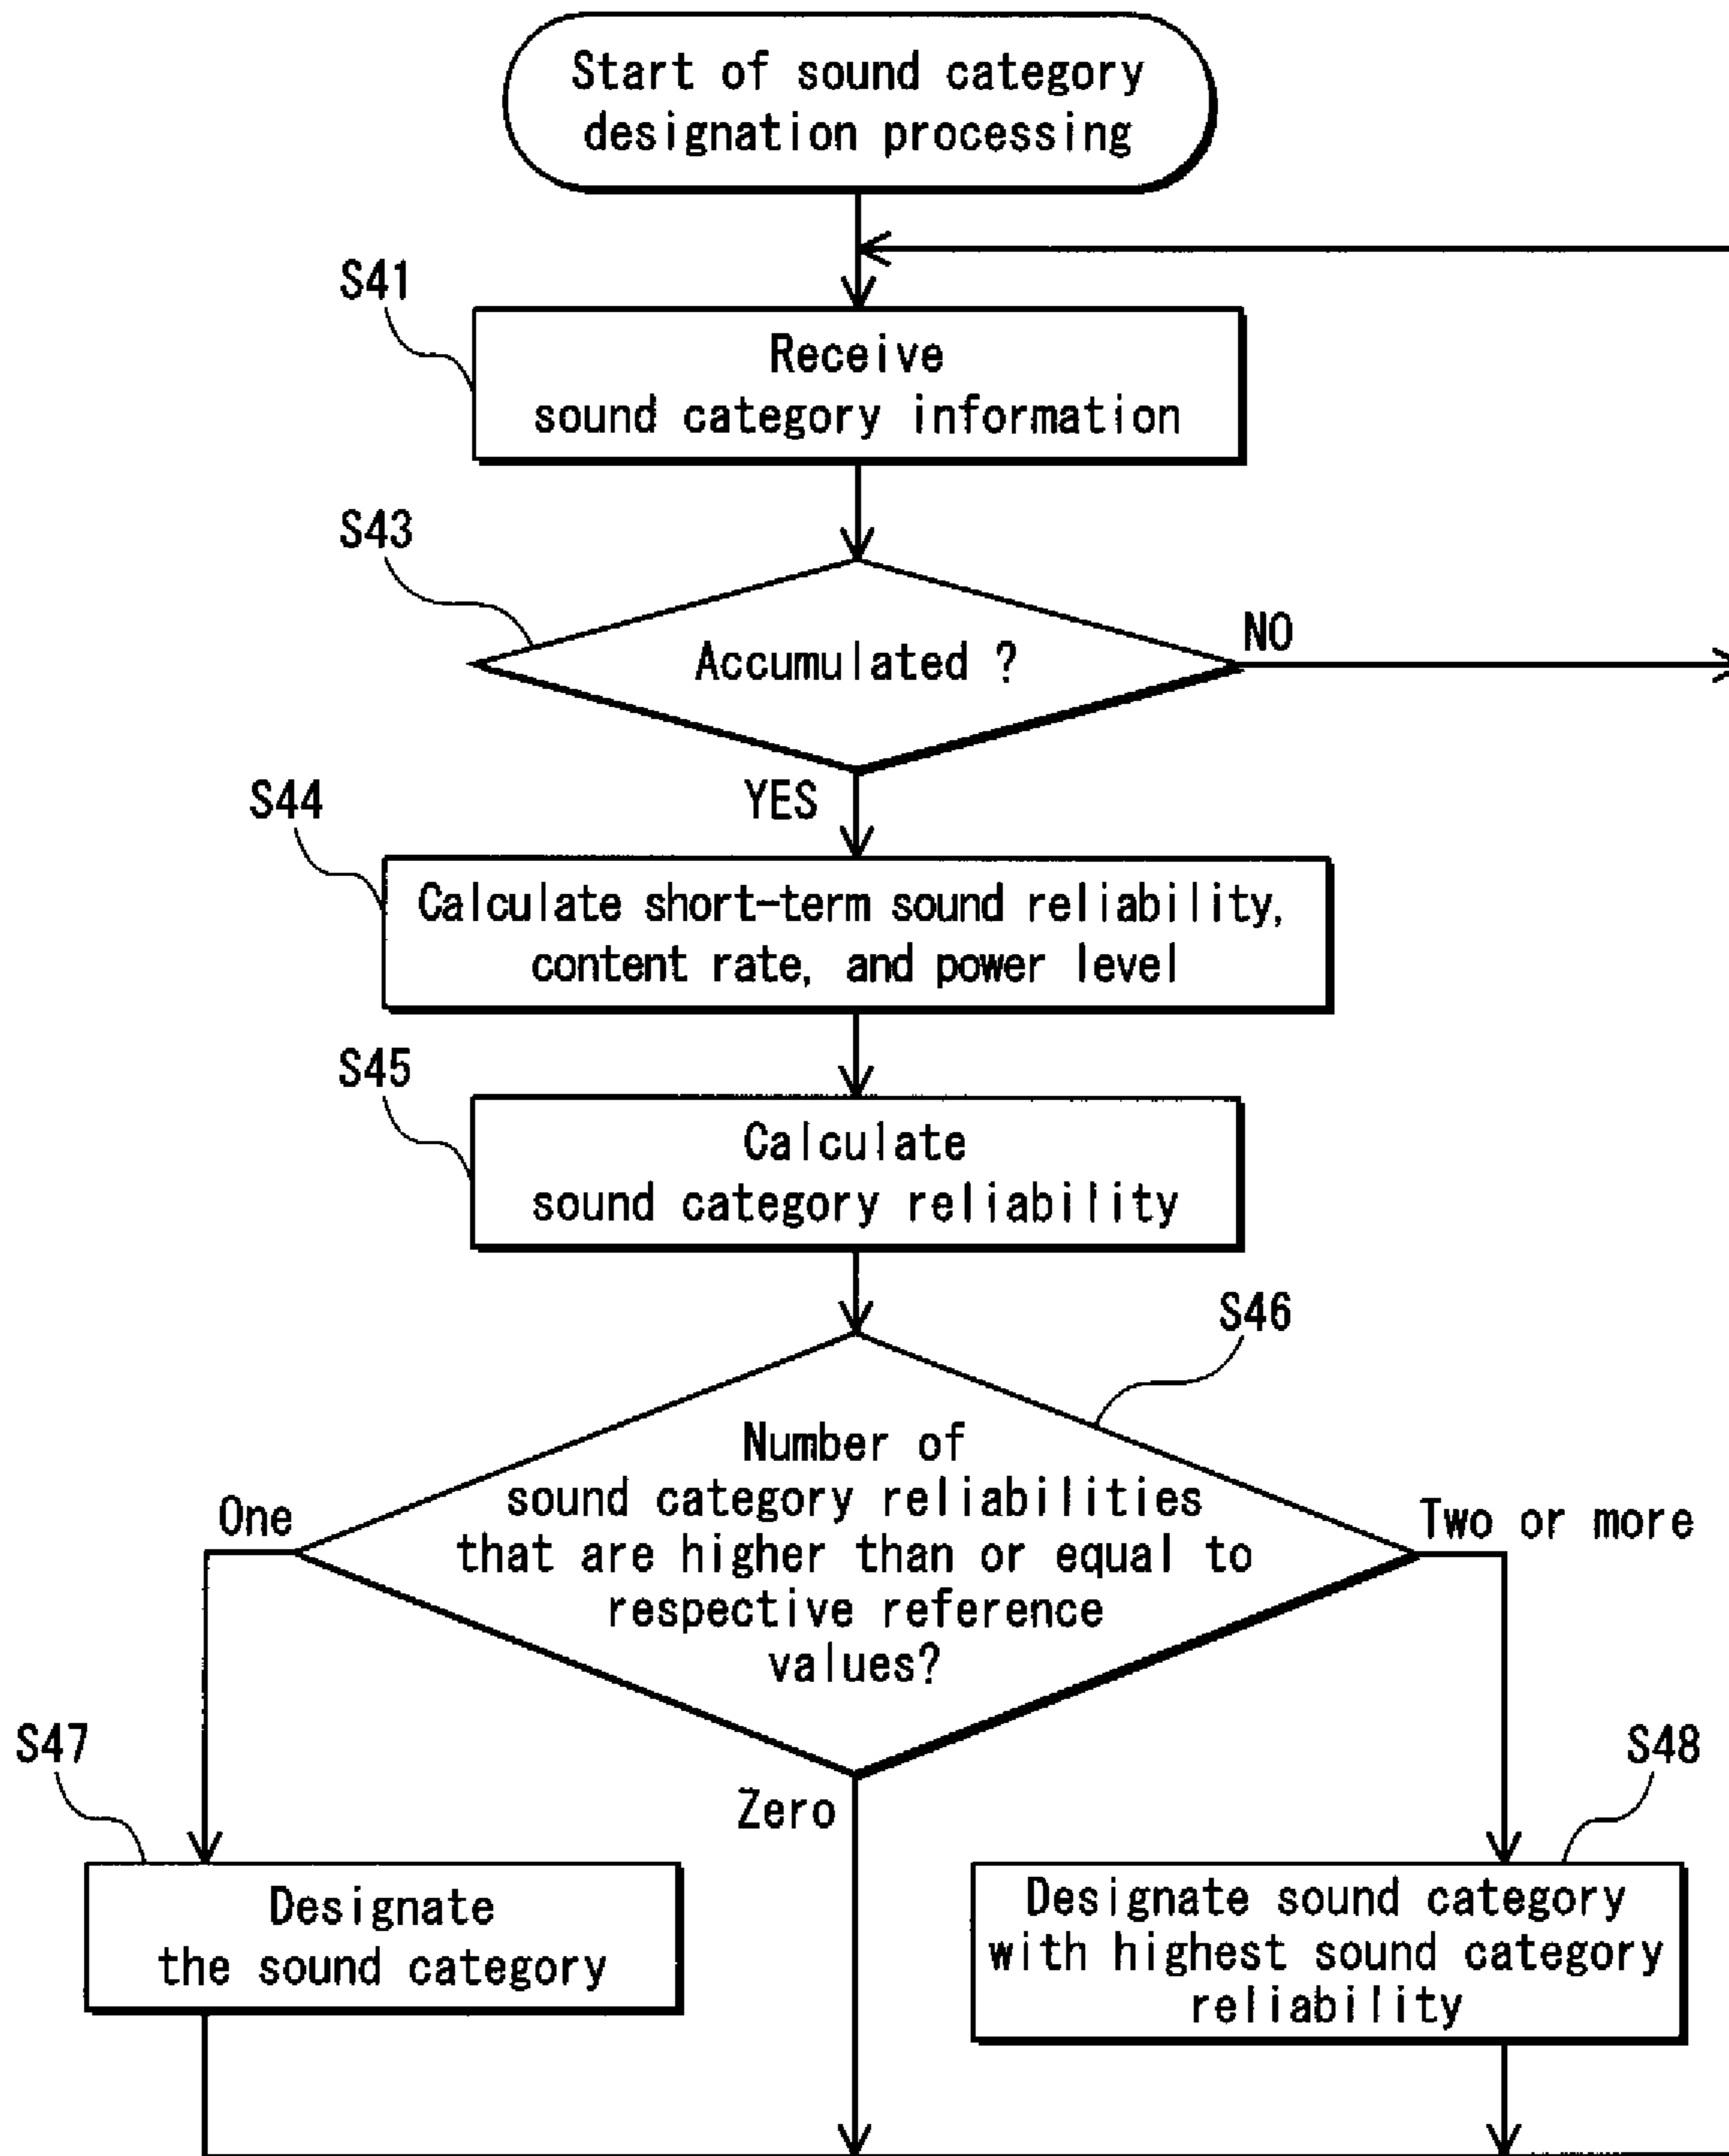 Start of sound category
designation processing
S41
Receive
sound category information
S43
Accumulated ?
NO
YES
S44
Calculate short-term sound reliability,
content rate, and power level
S45
Calculate
sound category reliability
S46
Number of
sound category reliabilities
that are higher than or equal to
respective reference
values?
One
Two or more
Zero
S47
Designate
the sound category
S48
Designate sound category
with highest sound category
reliability